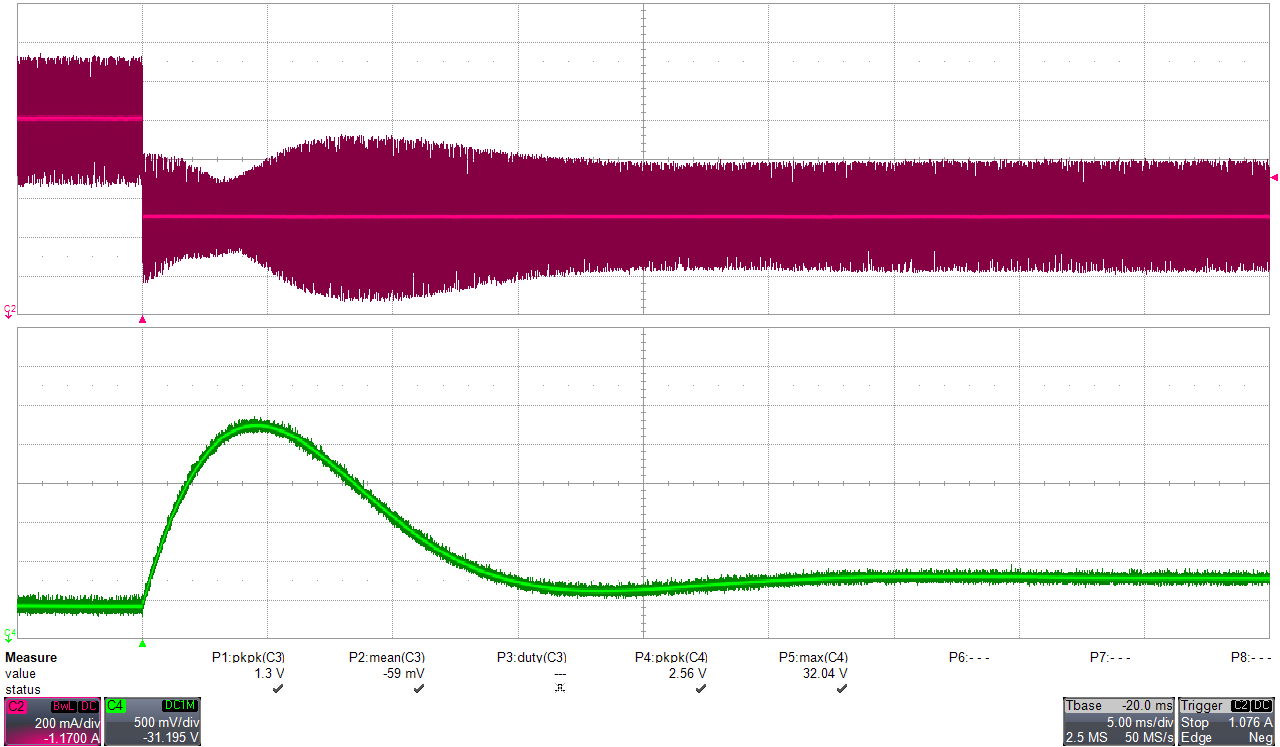 C2
C4
Measure P1:pkpk(C3) P2:mean(C3) P3:duty(C3) P4:pkpk(C4) P5:max(C4) P6:- - - P7:- - - P8:- - -
value 1.3 V -59 mV --- 2.56 V 32.04 V
status
C2 BwL DC C4 DC1M Tbase -20.0 ms Trigger C2 DC
200 mA/div 500 mV/div 5.00 ms/div Stop 1.076 A
-1.1700 A -31.195 V 2.5 MS 50 MS/s Edge Neg